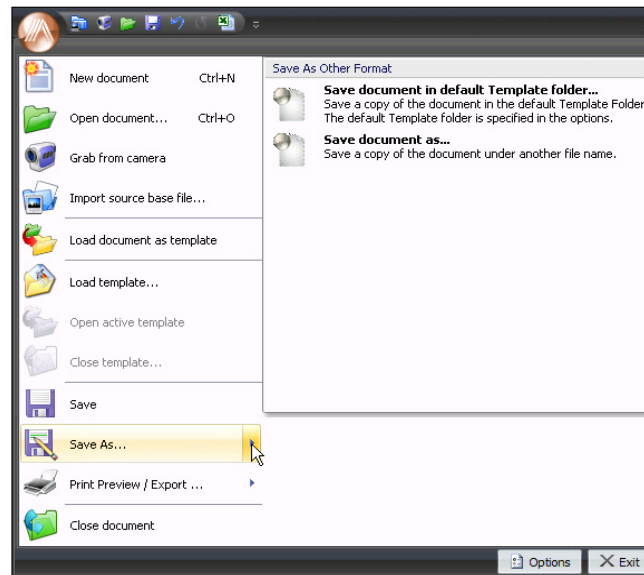 New document Ctrl+N
Open document... Ctrl+O
Grab from camera
Import source base file...
Load document as template
Load template...
Open active template
Close template...
Save
Save As...
Print Preview / Export ...
Close document
Save As Other Format
Save document in default Template folder...
Save a copy of the document in the default Template Folder
The default Template folder is specified in the options.
Save document as...
Save a copy of the document under another file name.
Options
Exit